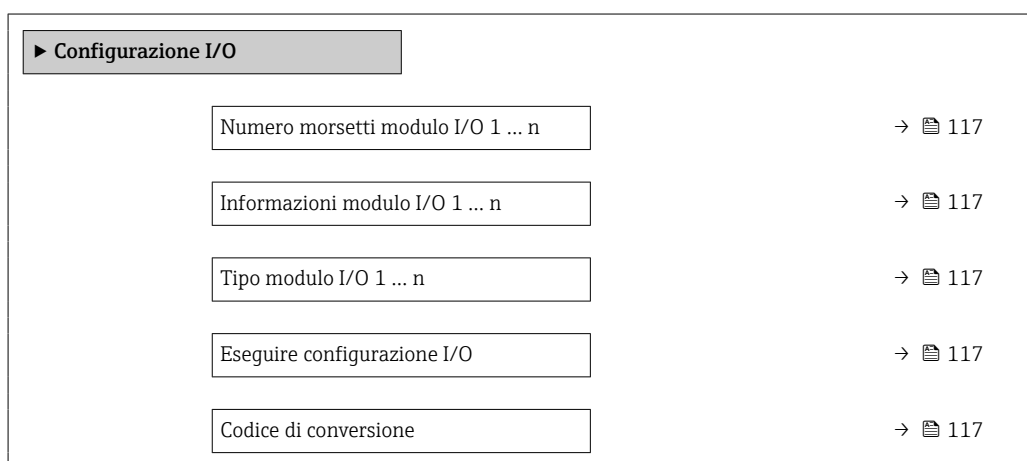 ▶ Configurazione I/O
Numero morsetti modulo I/O 1 … n → 117
Informazioni modulo I/O 1 … n → 117
Tipo modulo I/O 1 … n → 117
Eseguire configurazione I/O → 117
Codice di conversione → 117